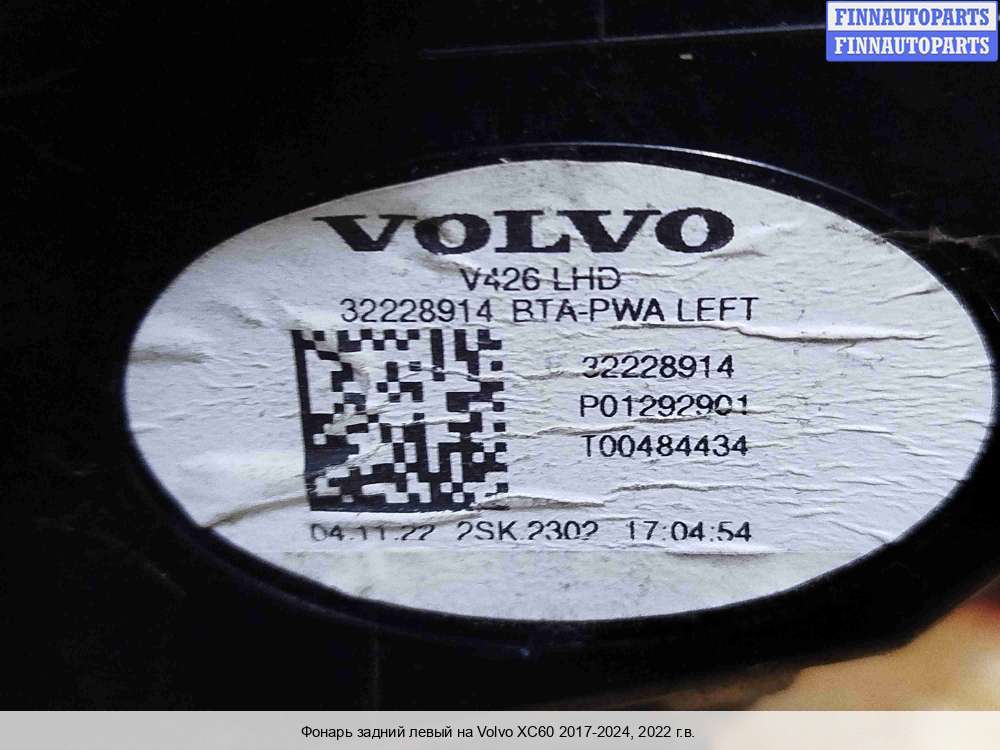 FINNAUTOPARTS
FINNAUTOPARTS
VOLVO
V426 LHD
32228914 BTA-PWA LEFT
32228914
P01292901
T00484434
04.11.22 2SK.2302 17:04:54
Фонарь задний левый на Volvo XC60 2017-2024, 2022 г.в.